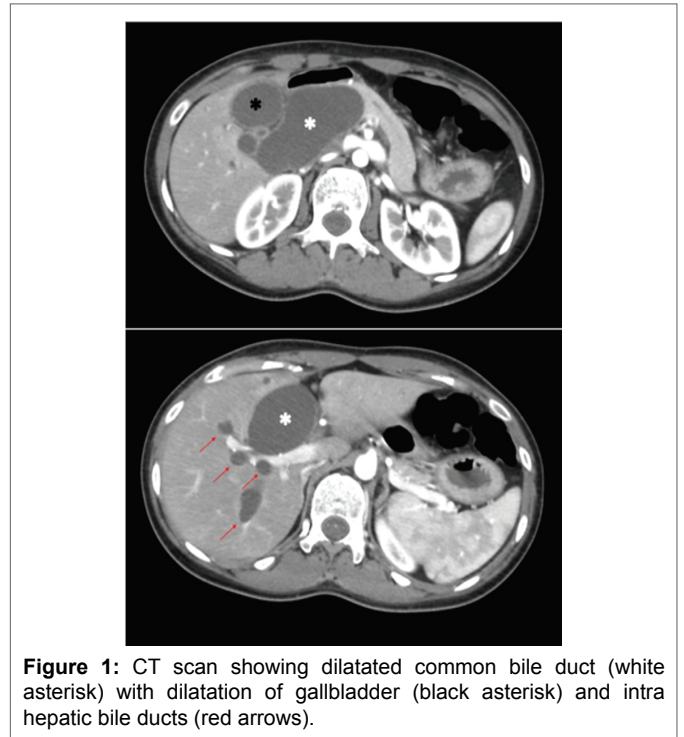 Figure 1: CT scan showing dilatated common bile duct (white
asterisk) with dilatation of gallbladder (black asterisk) and intra
hepatic bile ducts (red arrows).